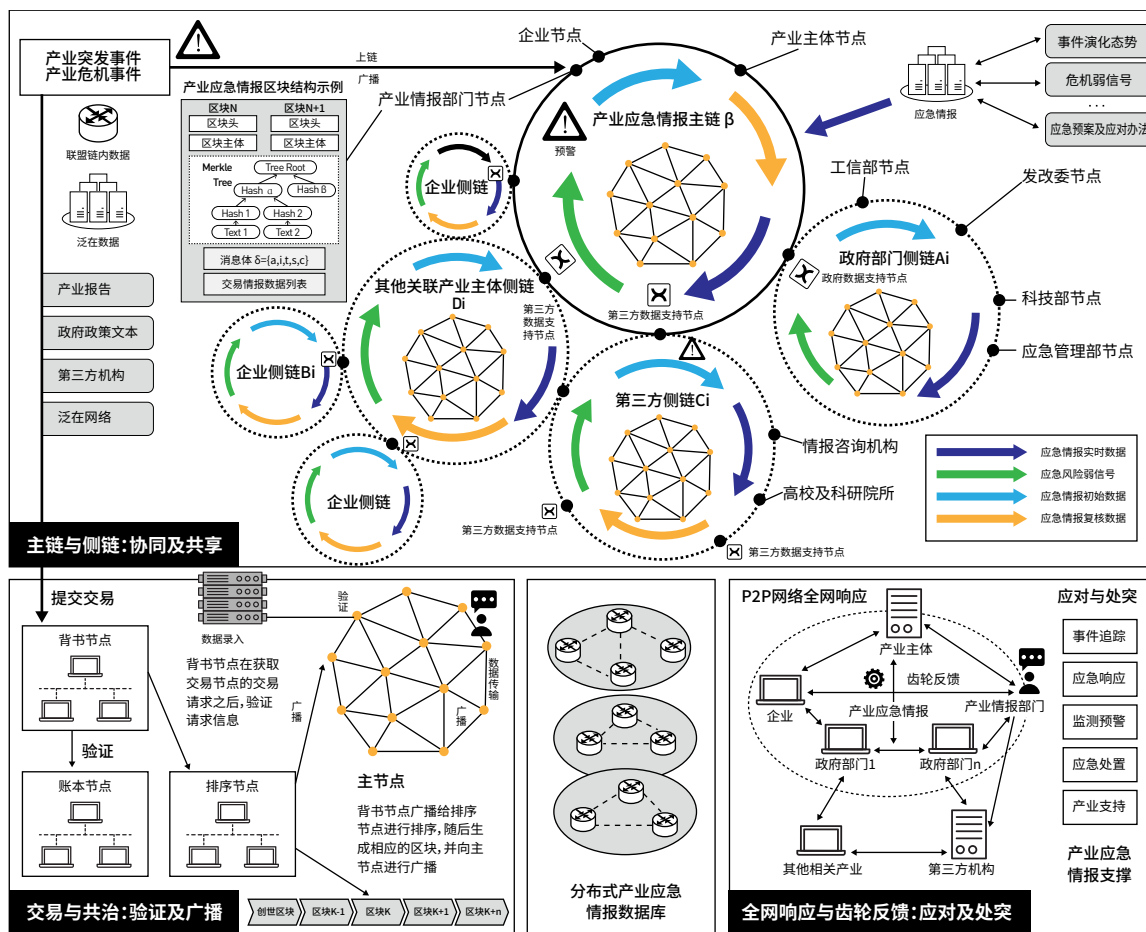 产业突发事件
产业危机事件
上链
广播
企业节点
产业主体节点
产业情报部门节点
产业应急情报区块结构示例
区块N
区块N+1
区块头
区块头
区块主体
区块主体
Merkle
Tree
Tree Root
Hash α
Hash β
Hash 1
Hash 2
Text 1
Text 2
消息体 δ={a,i,t,s,c}
交易情报数据列表
联盟链内数据
泛在数据
产业报告
政府政策文本
第三方机构
泛在网络
产业应急情报主链 β
预警
第三方数据支持节点
应急情报
事件演化态势
危机弱信号
...
应急预案及应对办法
企业侧链
其他关联产业主体侧链
Di
第三方
数据支
持节点
企业侧链Bi
企业侧链
工信部节点
发改委节点
政府部门侧链Ai
政府数据支持节点
科技部节点
应急管理部节点
第三方侧链Ci
情报咨询机构
高校及科研院所
第三方数据支持节点
第三方数据支持节点
应急情报实时数据
应急风险弱信号
应急情报初始数据
应急情报复核数据
主链与侧链:协同及共享
提交交易
背书节点
验证
账本节点
排序节点
数据录入
背书节点在获取
交易节点的交易
请求之后,验证
请求信息
验证
广播
广播
数据传输
主节点
背书节点广播给排序
节点进行排序,随后生
成相应的区块,并向主
节点进行广播
创世区块
区块K-1
区块K
区块K+1
区块K+n
交易与共治:验证及广播
分布式产业应急
情报数据库
P2P网络全网响应
产业主体
齿轮反馈
企业
产业应急情报
产业情报部门
政府部门1
政府部门n
其他相关产业
第三方机构
应对与处突
事件追踪
应急响应
监测预警
应急处置
产业支持
产业应急
情报支撑
全网响应与齿轮反馈:应对及处突